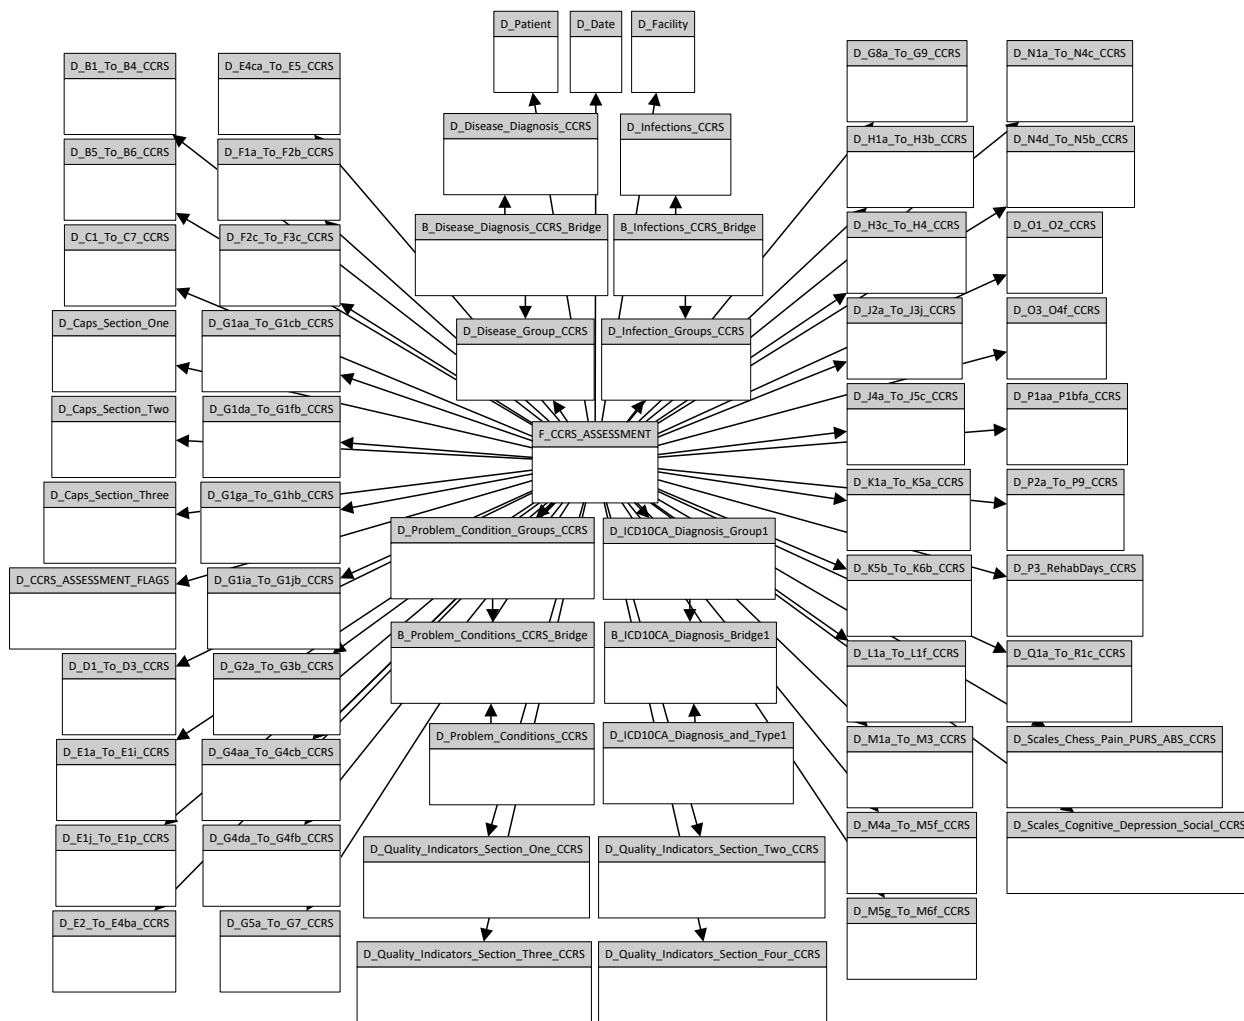 D_Patient
D_Date
D_Facility
D_B1_To_B4_CCRS
D_E4ca_To_E5_CCRS
D_G8a_To_G9_CCRS
D_N1a_To_N4c_CCRS
D_Disease_Diagnosis_CCRS
D_Infections_CCRS
D_B5_To_B6_CCRS
D_F1a_To_F2b_CCRS
D_H1a_To_H3b_CCRS
D_N4d_To_N5b_CCRS
B_Disease_Diagnosis_CCRS_Bridge
B_Infections_CCRS_Bridge
D_C1_To_C7_CCRS
D_F2c_To_F3c_CCRS
D_H3c_To_H4_CCRS
D_O1_O2_CCRS
D_Caps_Section_One
D_G1aa_To_G1cb_CCRS
D_Disease_Group_CCRS
D_Infection_Groups_CCRS
D_J2a_To_J3j_CCRS
D_O3_O4f_CCRS
D_Caps_Section_Two
D_G1da_To_G1fb_CCRS
F_CCRS_ASSESSMENT
D_J4a_To_J5c_CCRS
D_P1aa_P1bfa_CCRS
D_Caps_Section_Three
D_G1ga_To_G1hb_CCRS
D_K1a_To_K5a_CCRS
D_P2a_To_P9_CCRS
D_Problem_Condition_Groups_CCRS
D_ICD10CA_Diagnosis_Group1
D_CCRS_ASSESSMENT_FLAGS
D_G1ia_To_G1jb_CCRS
D_K5b_To_K6b_CCRS
D_P3_RehabDays_CCRS
B_Problem_Conditions_CCRS_Bridge
B_ICD10CA_Diagnosis_Bridge1
D_D1_To_D3_CCRS
D_G2a_To_G3b_CCRS
D_L1a_To_L1f_CCRS
D_Q1a_To_R1c_CCRS
D_Problem_Conditions_CCRS
D_ICD10CA_Diagnosis_and_Type1
D_E1a_To_E1i_CCRS
D_G4aa_To_G4cb_CCRS
D_M1a_To_M3_CCRS
D_Scales_Chess_Pain_PURS_ABS_CCRS
D_E1j_To_E1p_CCRS
D_G4da_To_G4fb_CCRS
D_Quality_Indicators_Section_One_CCRS
D_Quality_Indicators_Section_Two_CCRS
D_M4a_To_M5f_CCRS
D_Scales_Cognitive_Depression_Social_CCRS
D_E2_To_E4ba_CCRS
D_G5a_To_G7_CCRS
D_M5g_To_M6f_CCRS
D_Quality_Indicators_Section_Three_CCRS
D_Quality_Indicators_Section_Four_CCRS